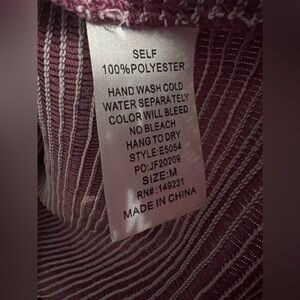 SELF
100%POLYESTER
HAND WASH COLD
WATER SEPARATELY
COLOR WILL BLEED
NO BLEACH
HANG TO DRY
STYLE:E5054
PO:JF20209
SIZE:M
RN#:149231
MADE IN CHINA